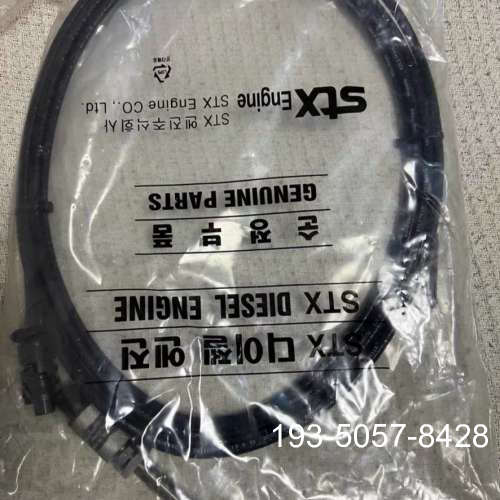 STX 디이젤 엔진
STX DIESEL ENGINE
순정부품
GENUINE PARTS
stX Engine
STX 엔진주식회사
STX Engine CO., Ltd.
193-5057-8428